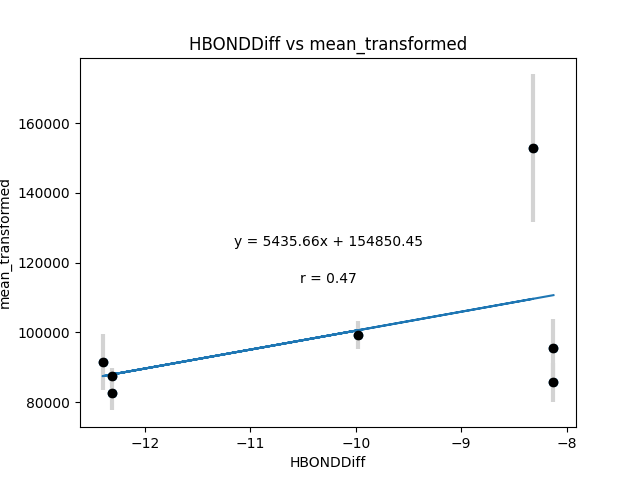 HBONDDiff vs mean_transformed
mean_transformed
160000
140000
120000
100000
80000
y = 5435.66x + 154850.45
r = 0.47
−12
−11
−10
−9
−8
HBONDDiff